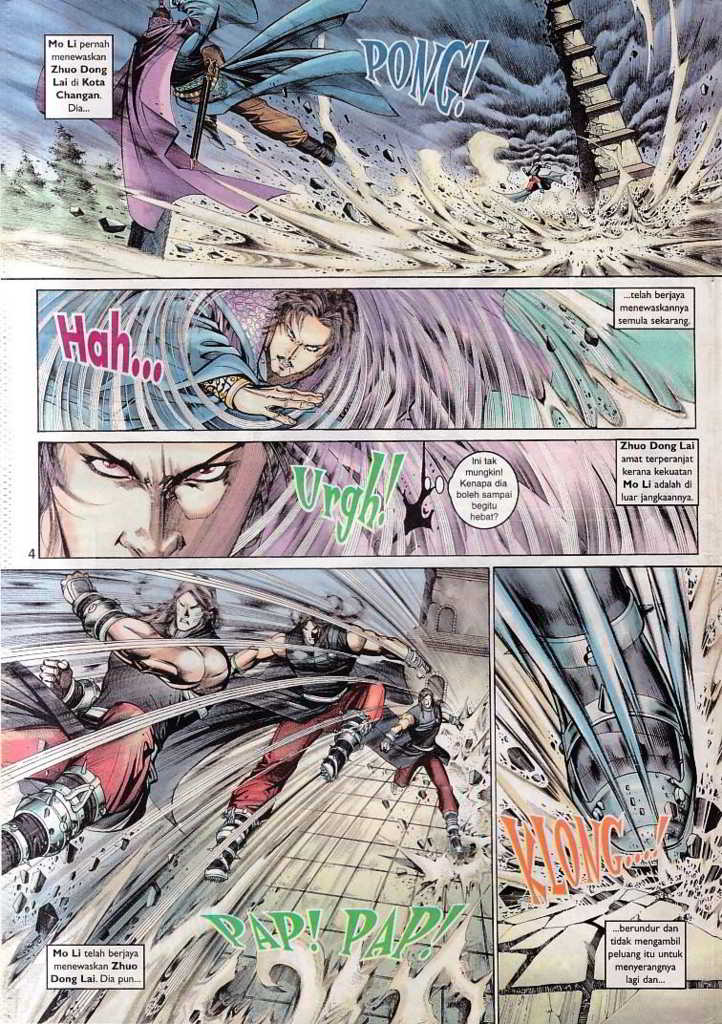 Mo Li pernah
menewaskan
Zhuo Dong
Lai di Kota
Changan.
Dia...
PONG!
Hah...
...telah berjaya
menewaskannya
semula sekarang.
Urgh!
Ini tak
mungkin!
Kenapa dia
boleh sampai
begitu
hebat?
Zhuo Dong Lai
amat terperanjat
kerana kekuatan
Mo Li adalah di
luar jangkaannya.
4
PAP! PAP!
Mo Li telah berjaya
menewaskan Zhuo
Dong Lai. Dia pun...
KLONG....!
...berundur dan
tidak mengambil
peluang itu untuk
menyerangnya
lagi dan...